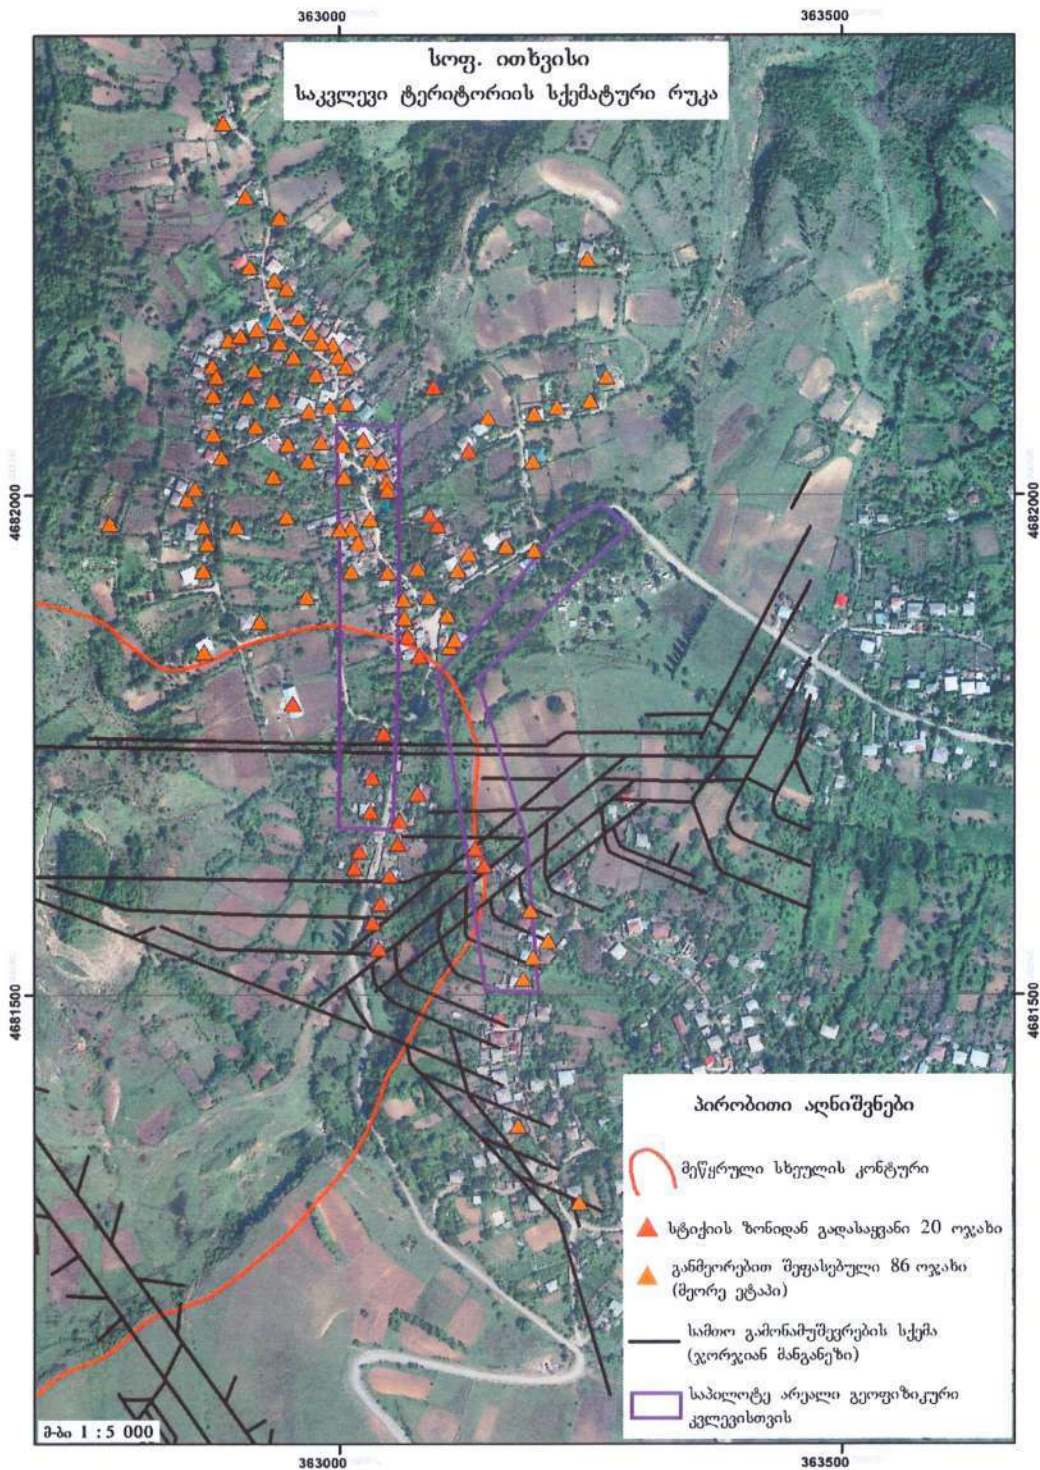 363000
363500
სოფ. ითხვისი
საკვლევი ტერიტორიის სქემატური რუკა
4682000
4682000
4681500
4681500
პირობითი აღნიშვნები
მეწყრული სხეულის კონტური
სტიქიის ზონიდან გადასაყვანი 20 ოჯახი
განმეორებით შეფასებული 86 ოჯახი
(მეორე ეტაპი)
სამთო გამონამუშევრების სქემა
(ჯორჯიან მანგანეზი)
საპილოტე არეალი გეოფიზიკური
კვლევისთვის
მ-ბი 1 : 5 000
363000
363500